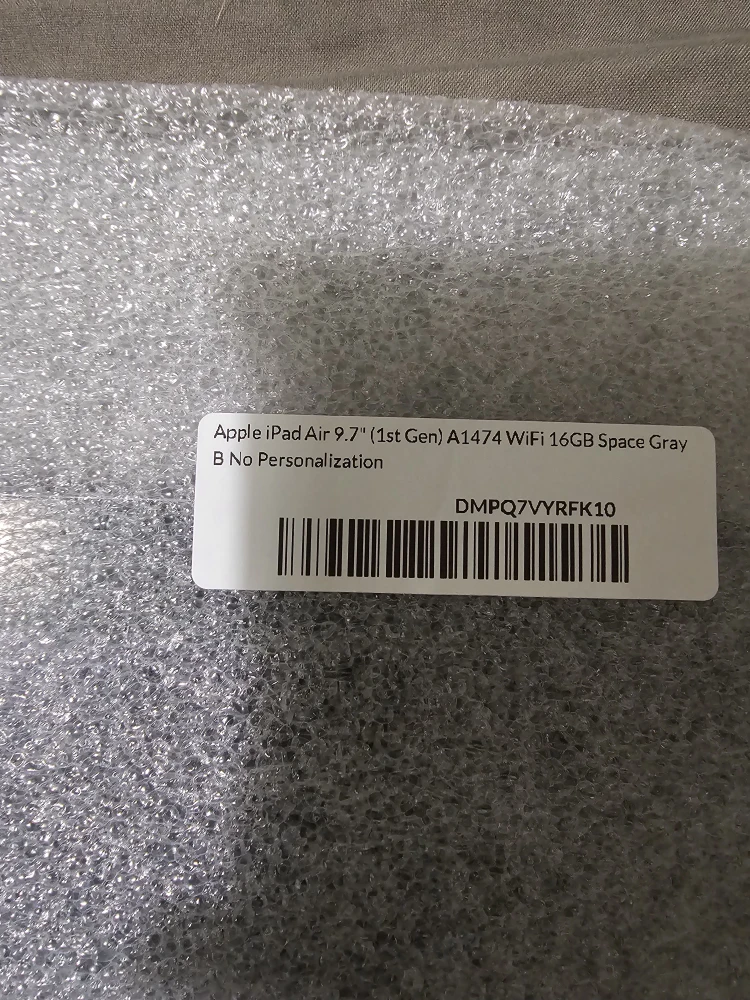 Apple iPad Air 9.7" (1st Gen) A1474 WiFi 16GB Space Gray
B No Personalization
DMPQ7VYRFK10